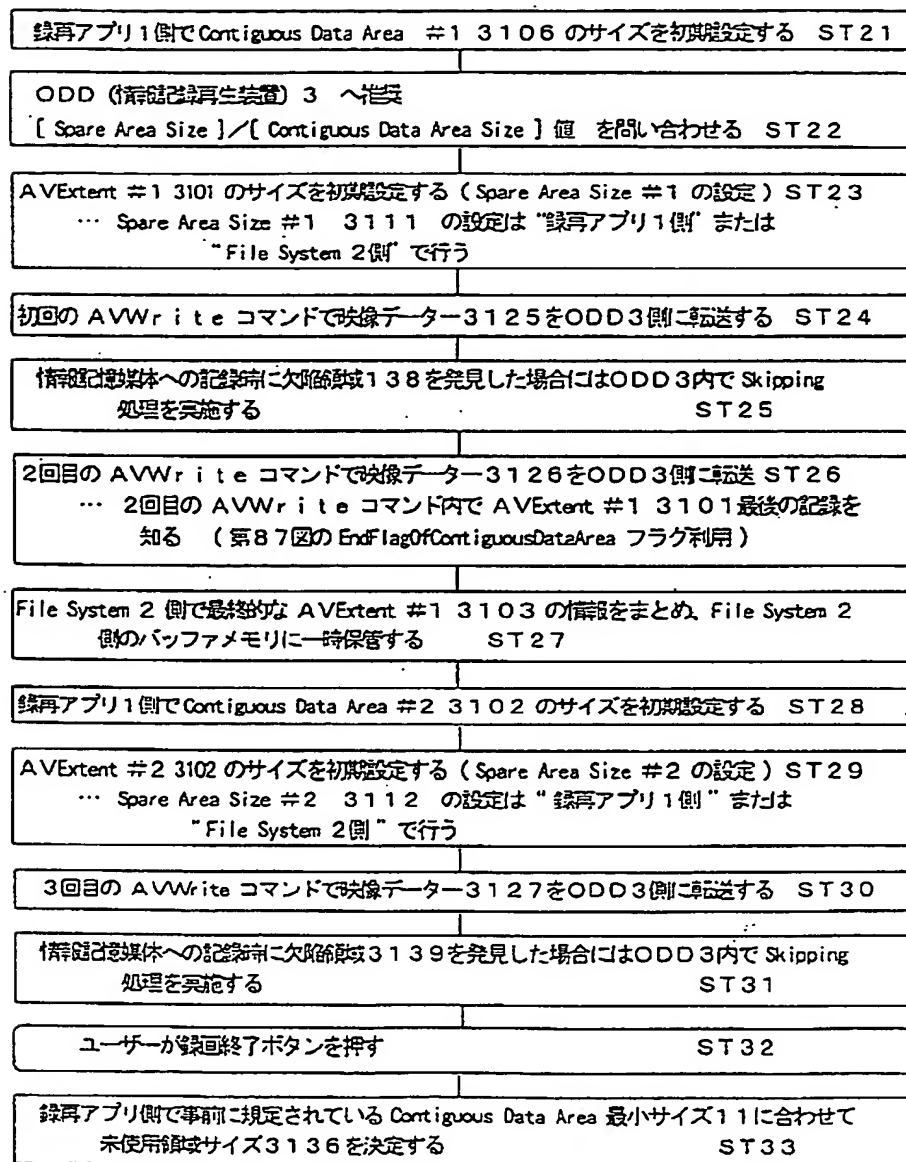 録再アプリ1側でContiguous Data Area #1 3106 のサイズを初期設定する ST21
ODD (情報記録再生装置) 3 へ推奨
[ Spare Area Size ]/[ Contiguous Data Area Size ] 値 を問い合わせる ST22
AVExtent #1 3101 のサイズを初期設定する ( Spare Area Size #1 の設定 ) ST23
… Spare Area Size #1 3111 の設定は "録再アプリ1側" または
"File System 2側" で行う
初回の AVWrite コマンドで映像データー3125をODD3側に転送する ST24
情報記憶媒体への記録時に欠陥領域138を発見した場合にはODD3内で Skipping
処理を実施する ST25
2回目の AVWrite コマンドで映像データー3126をODD3側に転送 ST26
… 2回目の AVWrite コマンド内で AVExtent #1 3101最後の記録を
知る ( 第87図の EndFlagOfContiguousDataArea フラグ利用 )
File System 2 側で最終的な AVExtent #1 3103 の情報をまとめ、File System 2
側のバッファメモリに一時保管する ST27
録再アプリ1側でContiguous Data Area #2 3102 のサイズを初期設定する ST28
AVExtent #2 3102 のサイズを初期設定する ( Spare Area Size #2 の設定 ) ST29
… Spare Area Size #2 3112 の設定は " 録再アプリ1側 " または
"File System 2側 " で行う
3回目の AVWrite コマンドで映像データー3127をODD3側に転送する ST30
情報記憶媒体への記録時に欠陥領域3139を発見した場合にはODD3内で Skipping
処理を実施する ST31
ユーザーが録画終了ボタンを押す ST32
録再アプリ側で事前に規定されている Contiguous Data Area 最小サイズ11に合わせて
未使用領域サイズ3136を決定する ST33